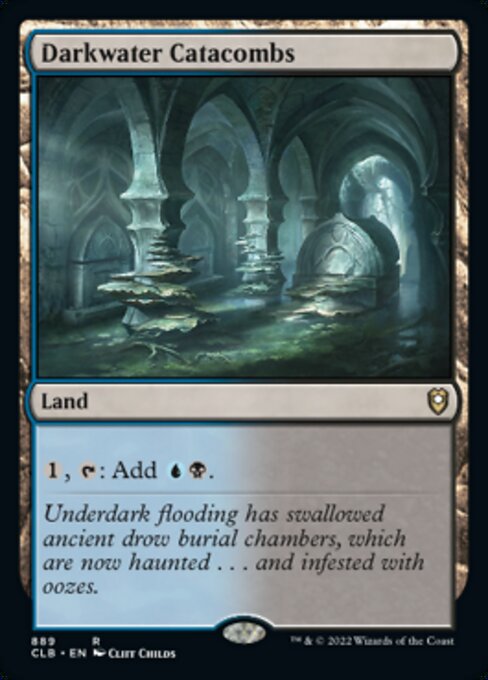 Darkwater Catacombs
Land
1, : Add .
Underdark flooding has swallowed
ancient drow burial chambers, which
are now haunted . . . and infested with
oozes.
889 R
CLB • EN Cliff Childs
™ & © 2022 Wizards of the Coast